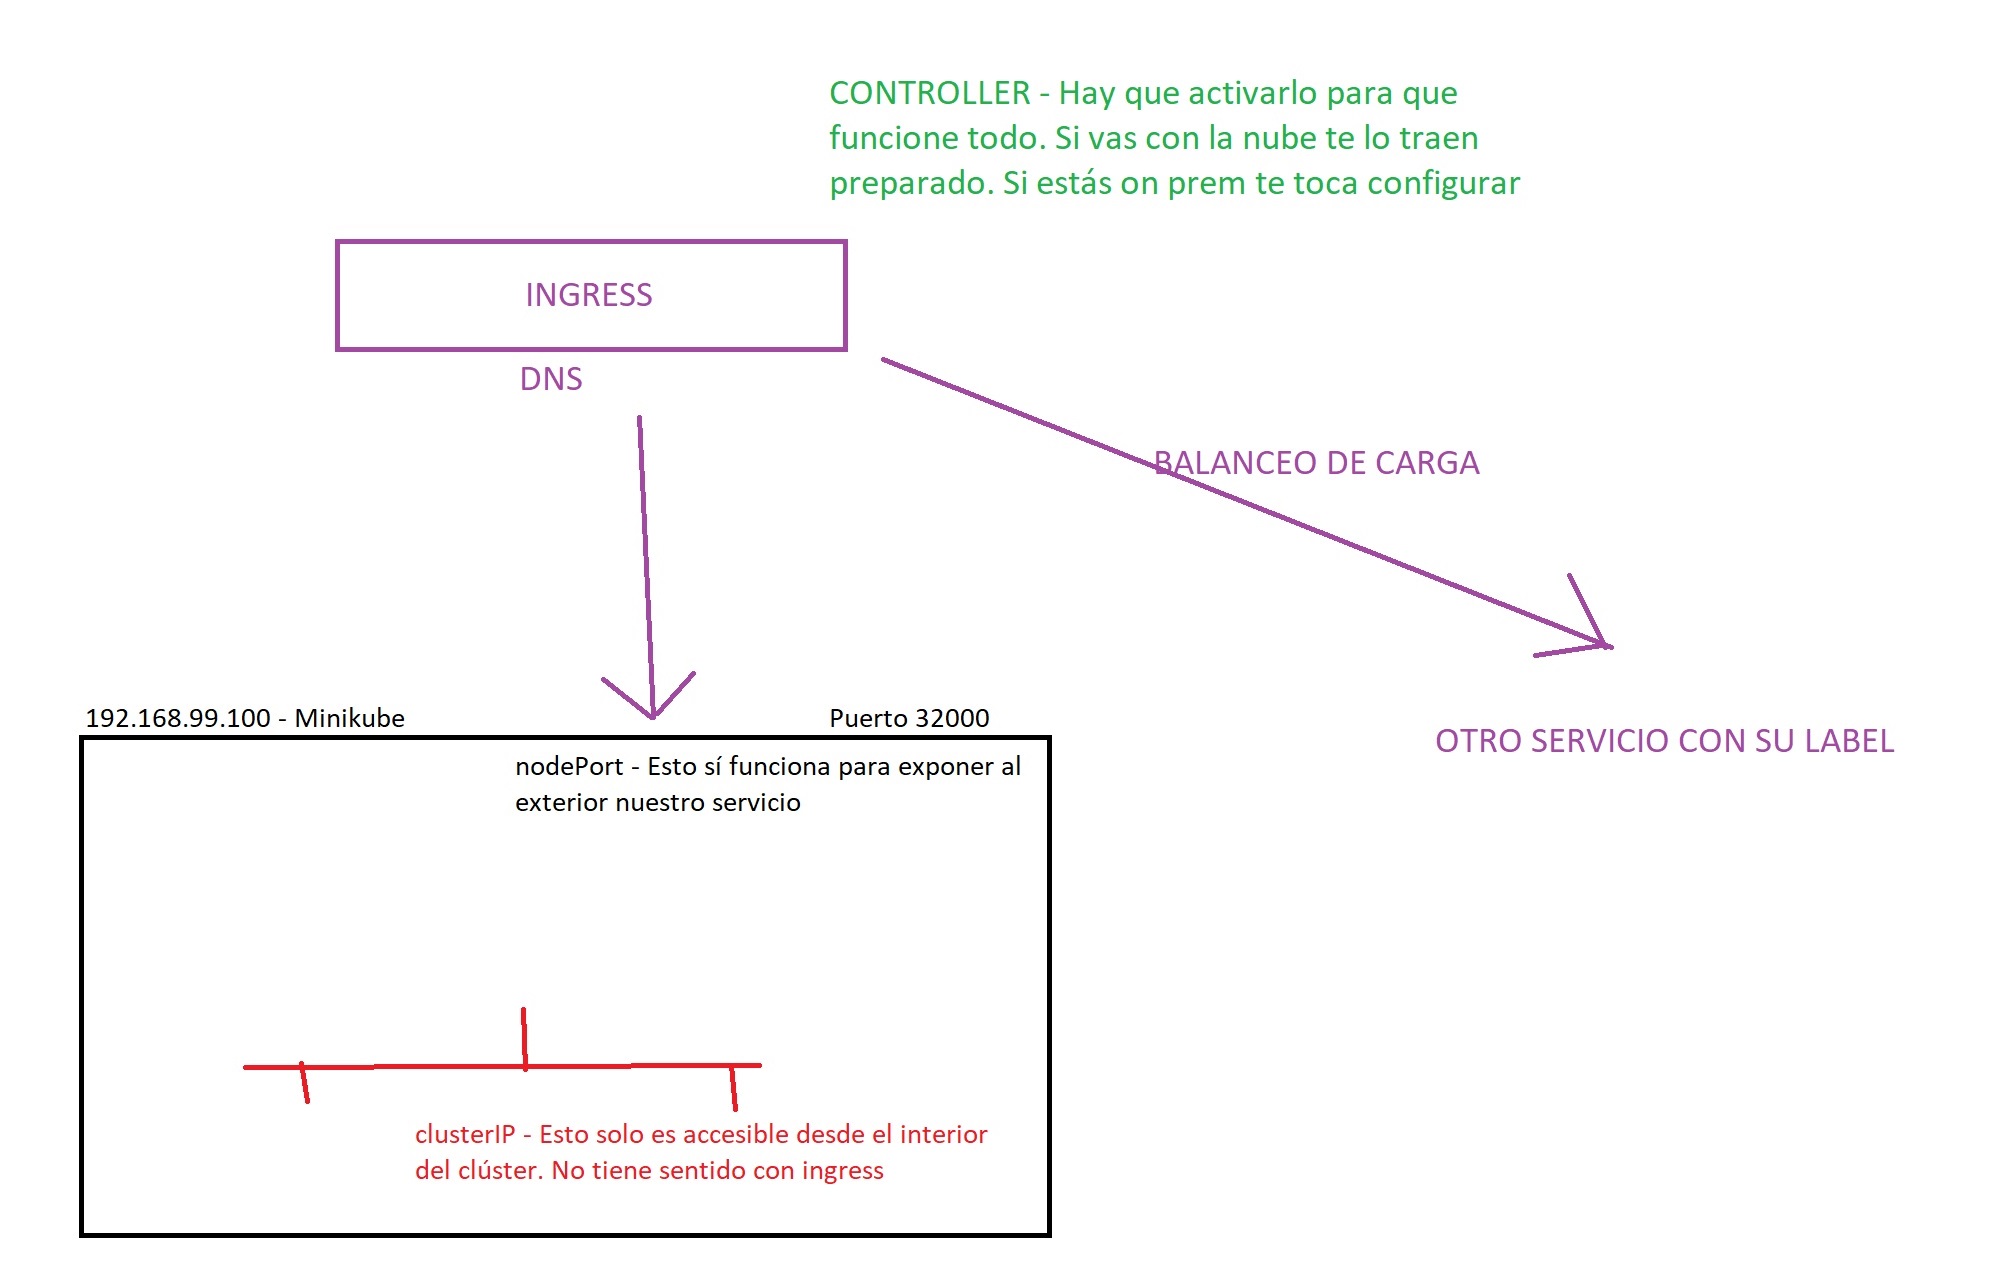 CONTROLLER - Hay que activarlo para que
funcione todo. Si vas con la nube te lo traen
preparado. Si estás on prem te toca configurar
INGRESS
DNS
BALANCEO DE CARGA
192.168.99.100 - Minikube
Puerto 32000
OTRO SERVICIO CON SU LABEL
nodePort - Esto sí funciona para exponer al
exterior nuestro servicio
clusterIP - Esto solo es accesible desde el interior
del clúster. No tiene sentido con ingress